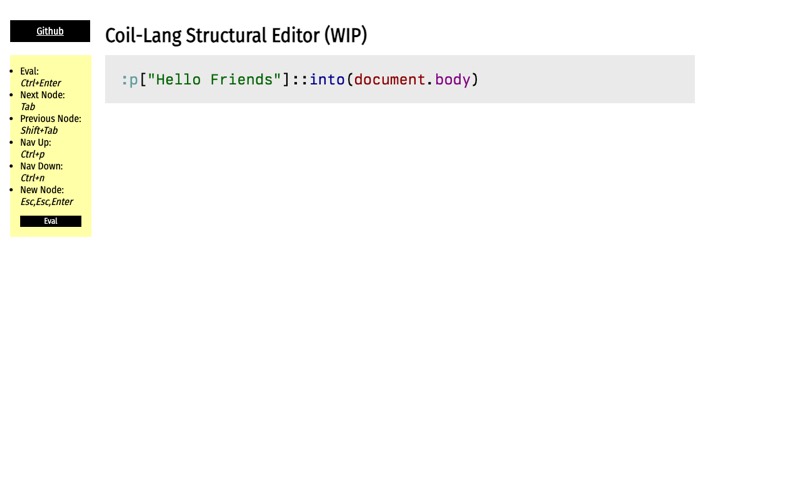 Github
Coil-Lang Structural Editor (WIP)
Eval:
Ctrl+Enter
Next Node:
Tab
Previous Node:
Shift+Tab
Nav Up:
Ctrl+p
Nav Down:
Ctrl+n
New Node:
Esc,Esc,Enter
Eval
:p["Hello Friends"]::into(document.body)